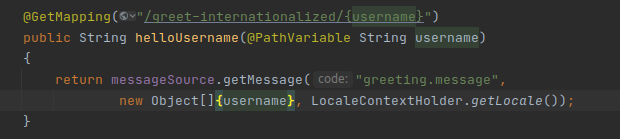 @GetMapping("/greet-internationalized/{username}")
public String helloUsername(@PathVariable String username)
{
return messageSource.getMessage( code: "greeting.message",
new Object[]{username}, LocaleContextHolder.getLocale());
}